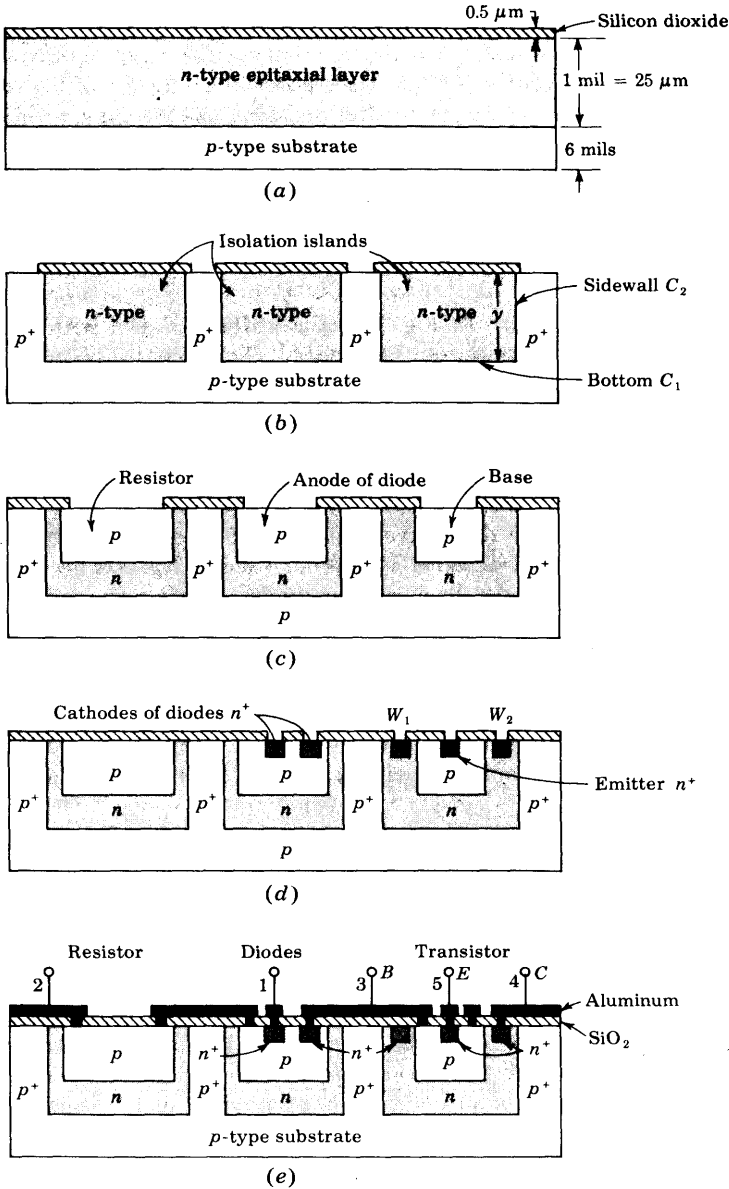 0.5 μm
Silicon dioxide
n-type epitaxial layer
1 mil = 25 μm
p-type substrate
6 mils
(a)
Isolation islands
n-type
n-type
n-type
y
Sidewall C₂
p⁺
p⁺
p⁺
p⁺
p-type substrate
Bottom C₁
(b)
Resistor
Anode of diode
Base
p
p
p
p⁺
n
p⁺
n
p⁺
n
p⁺
p
(c)
Cathodes of diodes n⁺
W₁
W₂
p
p
p
Emitter n⁺
p⁺
n
p⁺
n
p⁺
n
p⁺
p
(d)
Resistor
Diodes
Transistor
2
1
3
B
5
E
4
C
Aluminum
SiO₂
p
n⁺
p
n⁺
p
n⁺
p⁺
n
p⁺
n
p⁺
n
p⁺
p-type substrate
(e)